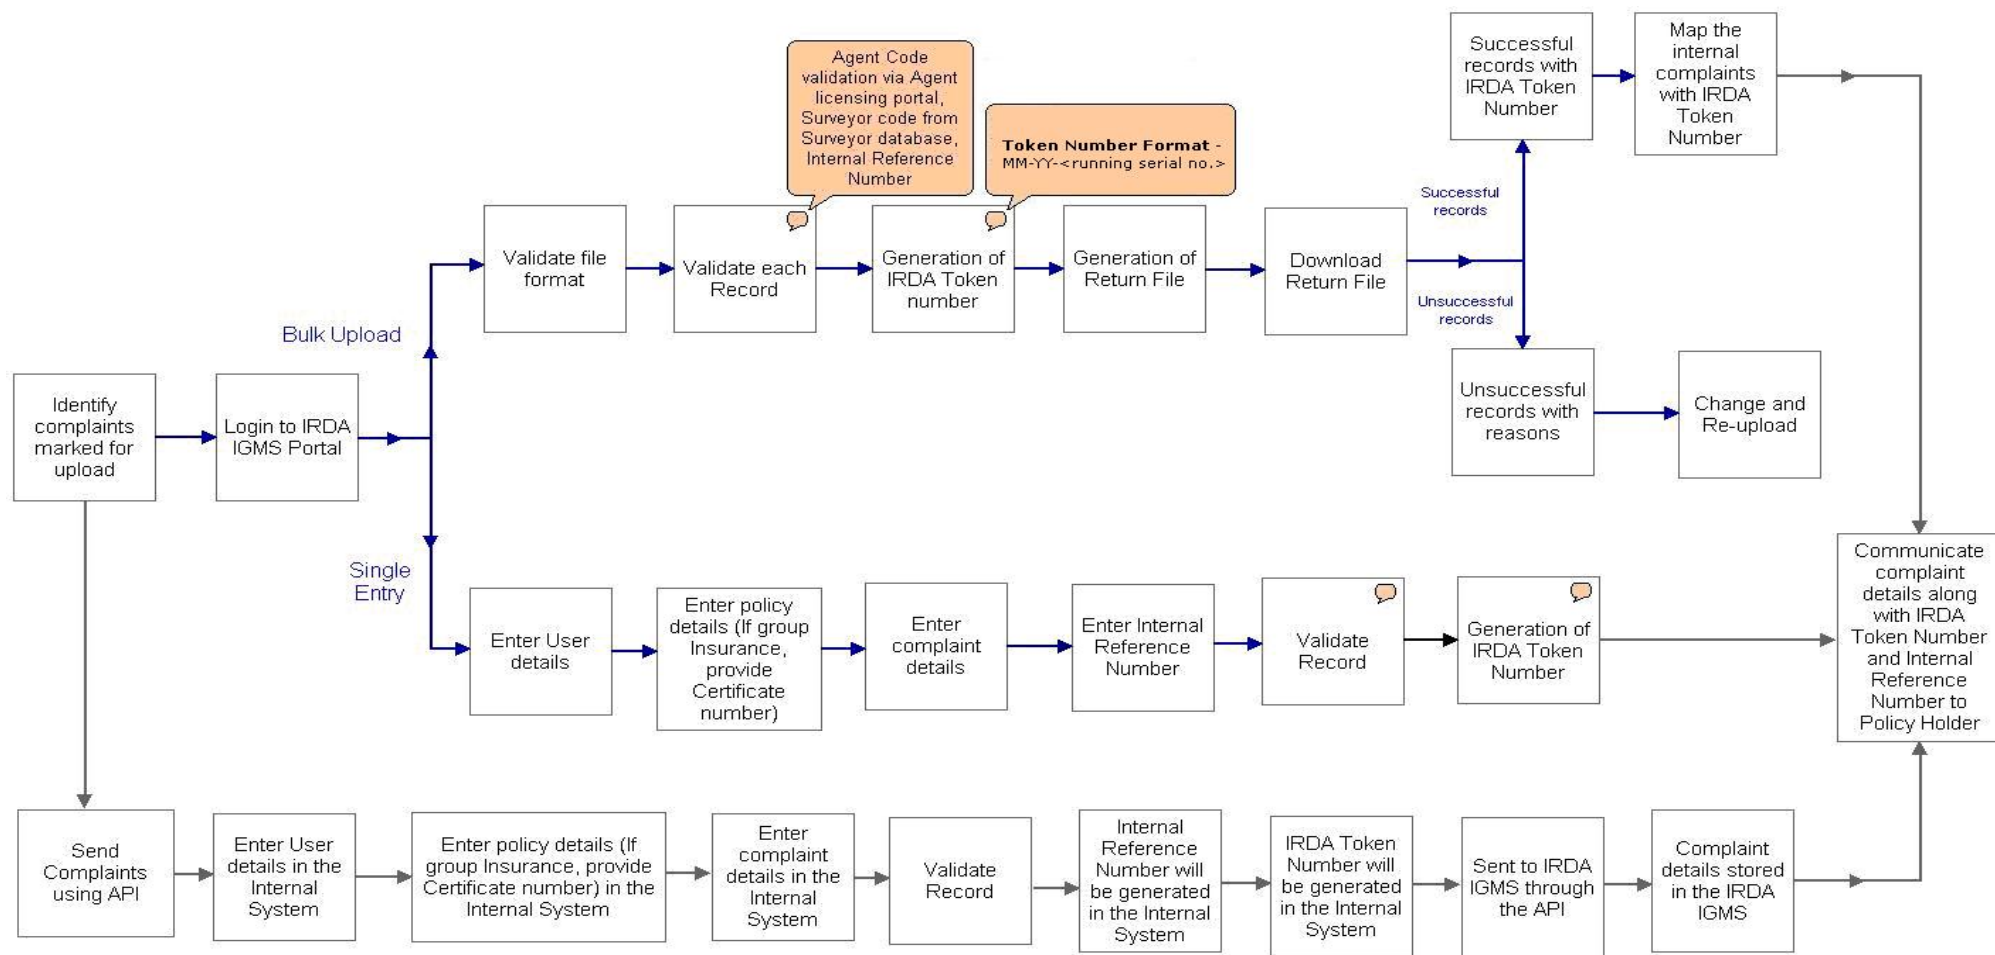 Agent Code
validation via Agent
licensing portal,
Surveyor code from
Surveyor database,
Internal Reference
Number
Token Number Format -
MM-YY-<running serial no.>
Successful
records with
IRDA Token
Number
Map the
internal
complaints
with IRDA
Token
Number
Validate file
format
Validate each
Record
Generation of
IRDA Token
number
Generation of
Return File
Download
Return File
Successful
records
Unsuccessful
records
Bulk Upload
Unsuccessful
records with
reasons
Change and
Re-upload
Identify
complaints
marked for
upload
Login to IRDA
IGMS Portal
Single
Entry
Enter User
details
Enter policy
details (If group
Insurance,
provide
Certificate
number)
Enter
complaint
details
Enter Internal
Reference
Number
Validate
Record
Generation of
IRDA Token
Number
Communicate
complaint
details along
with IRDA
Token Number
and Internal
Reference
Number to
Policy Holder
Send
Complaints
using API
Enter User
details in the
Internal
System
Enter policy details (If
group Insurance, provide
Certificate number) in the
Internal System
Enter
complaint
details in the
Internal
System
Validate
Record
Internal
Reference
Number will
be generated
in the Internal
System
IRDA Token
Number will
be generated
in the Internal
System
Sent to IRDA
IGMS through
the API
Complaint
details stored
in the IRDA
IGMS